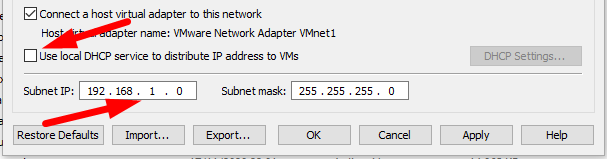 Connect a host virtual adapter to this network
Host virtual adapter name: VMware Network Adapter VMnet1
Use local DHCP service to distribute IP address to VMs
DHCP Settings...
Subnet IP: 192 . 168 . 1 . 0 Subnet mask: 255 . 255 . 255 . 0
Restore Defaults Import... Export... OK Cancel Apply Help